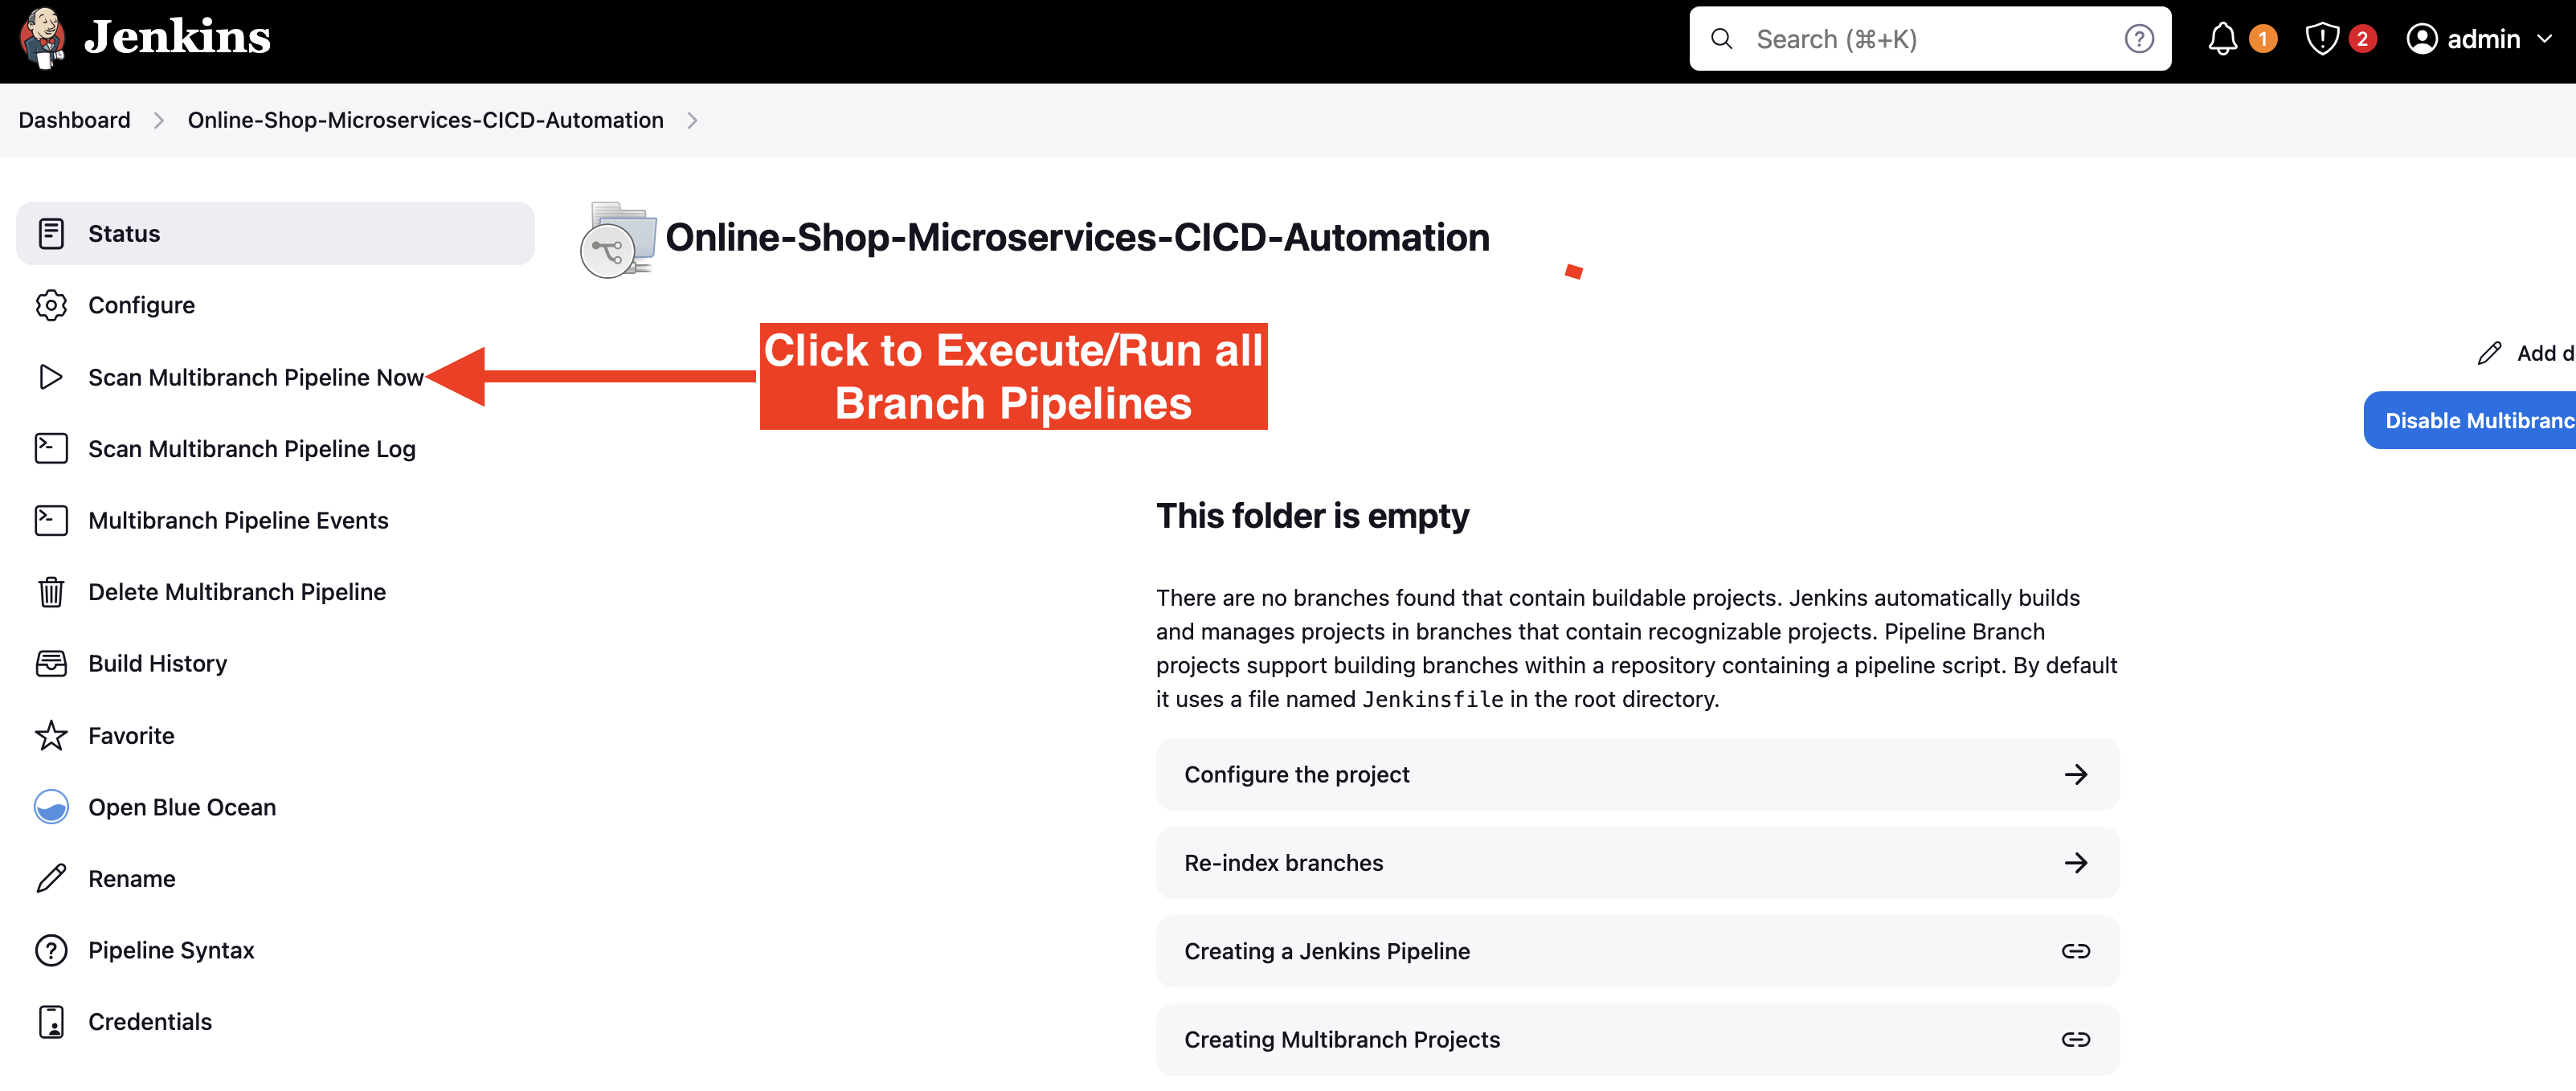 Jenkins
Search (⌘+K)
1
2
admin
Dashboard
Online-Shop-Microservices-CICD-Automation
Status
Configure
Scan Multibranch Pipeline Now
Scan Multibranch Pipeline Log
Multibranch Pipeline Events
Delete Multibranch Pipeline
Build History
Favorite
Open Blue Ocean
Rename
Pipeline Syntax
Credentials
Online-Shop-Microservices-CICD-Automation
Click to Execute/Run all
Branch Pipelines
Add d
Disable Multibranc
This folder is empty
There are no branches found that contain buildable projects. Jenkins automatically builds
and manages projects in branches that contain recognizable projects. Pipeline Branch
projects support building branches within a repository containing a pipeline script. By default
it uses a file named Jenkinsfile in the root directory.
Configure the project
Re-index branches
Creating a Jenkins Pipeline
Creating Multibranch Projects